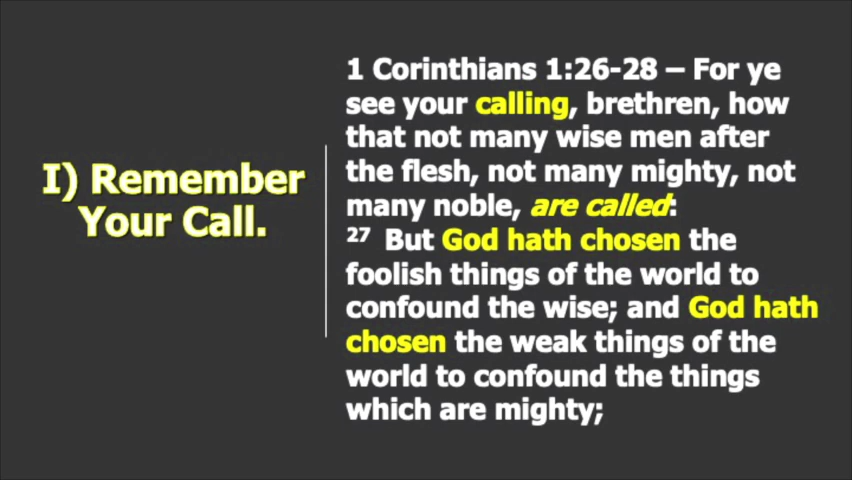 I) Remember
Your Call.
1 Corinthians 1:26-28 – For ye
see your calling, brethren, how
that not many wise men after
the flesh, not many mighty, not
many noble, are called:
27 But God hath chosen the
foolish things of the world to
confound the wise; and God hath
chosen the weak things of the
world to confound the things
which are mighty;